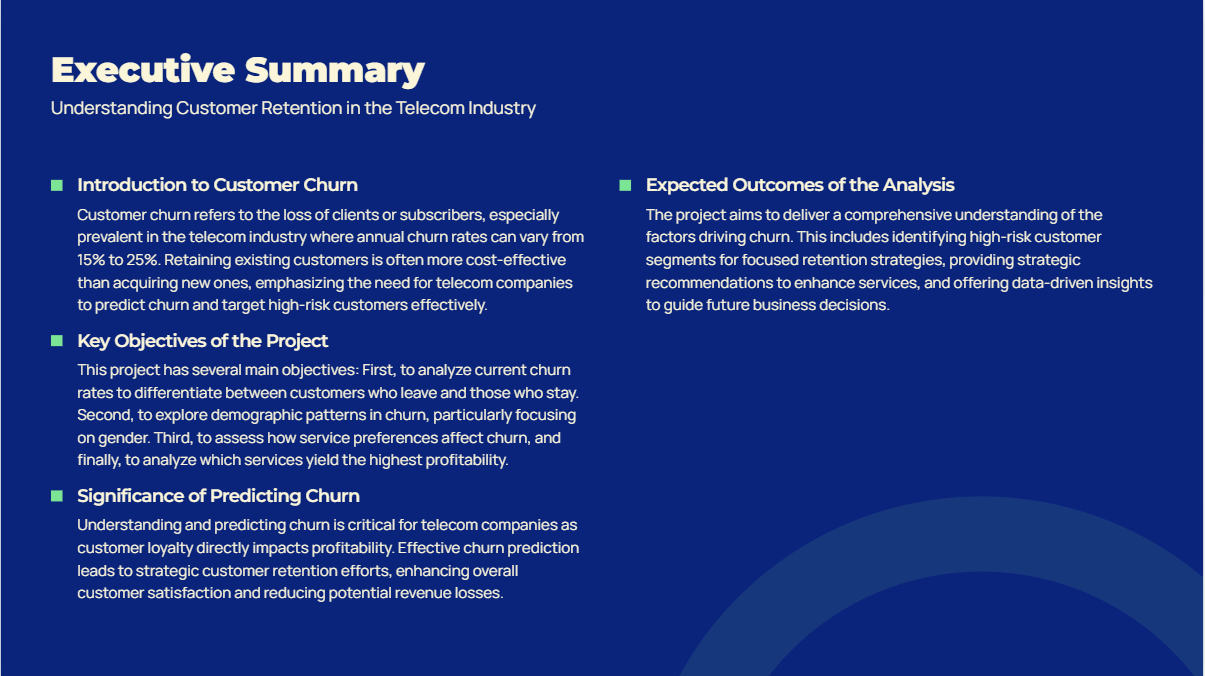 Executive Summary
Understanding Customer Retention in the Telecom Industry
Introduction to Customer Churn
Customer churn refers to the loss of clients or subscribers, especially
prevalent in the telecom industry where annual churn rates can vary from
15% to 25%. Retaining existing customers is often more cost-effective
than acquiring new ones, emphasizing the need for telecom companies
to predict churn and target high-risk customers effectively.
Key Objectives of the Project
This project has several main objectives: First, to analyze current churn
rates to differentiate between customers who leave and those who stay.
Second, to explore demographic patterns in churn, particularly focusing
on gender. Third, to assess how service preferences affect churn, and
finally, to analyze which services yield the highest profitability.
Significance of Predicting Churn
Understanding and predicting churn is critical for telecom companies as
customer loyalty directly impacts profitability. Effective churn prediction
leads to strategic customer retention efforts, enhancing overall
customer satisfaction and reducing potential revenue losses.
Expected Outcomes of the Analysis
The project aims to deliver a comprehensive understanding of the
factors driving churn. This includes identifying high-risk customer
segments for focused retention strategies, providing strategic
recommendations to enhance services, and offering data-driven insights
to guide future business decisions.